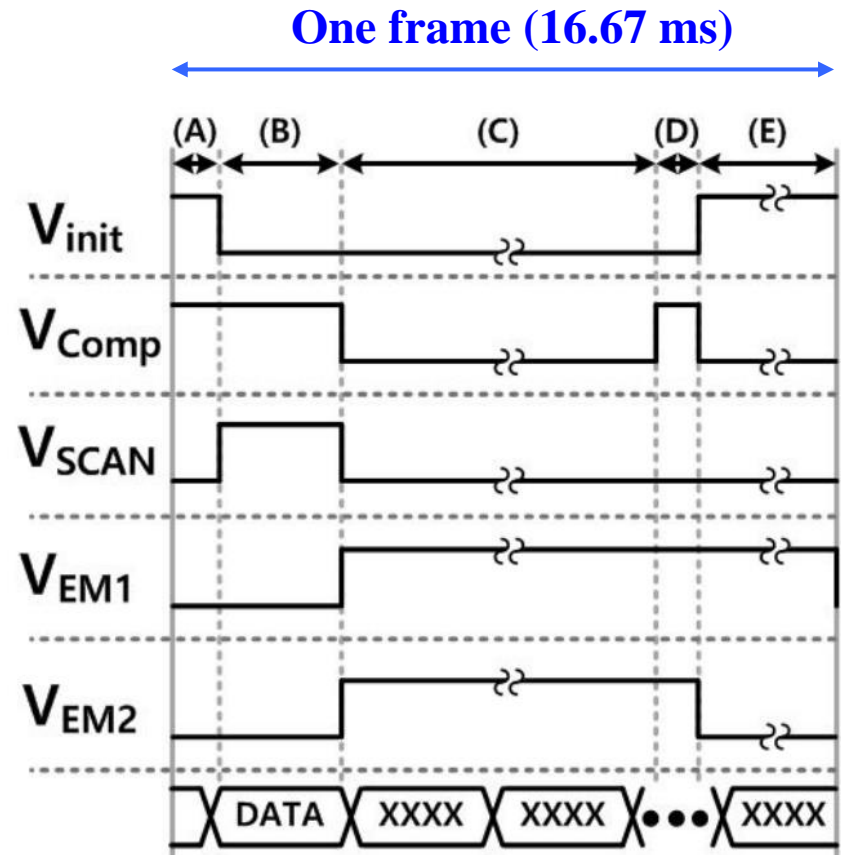 One frame (16.67 ms)
(A) (B) (C) (D) (E)
Vinit
VComp
VSCAN
VEM1
VEM2
DATA XXXX XXXX ••• XXXX